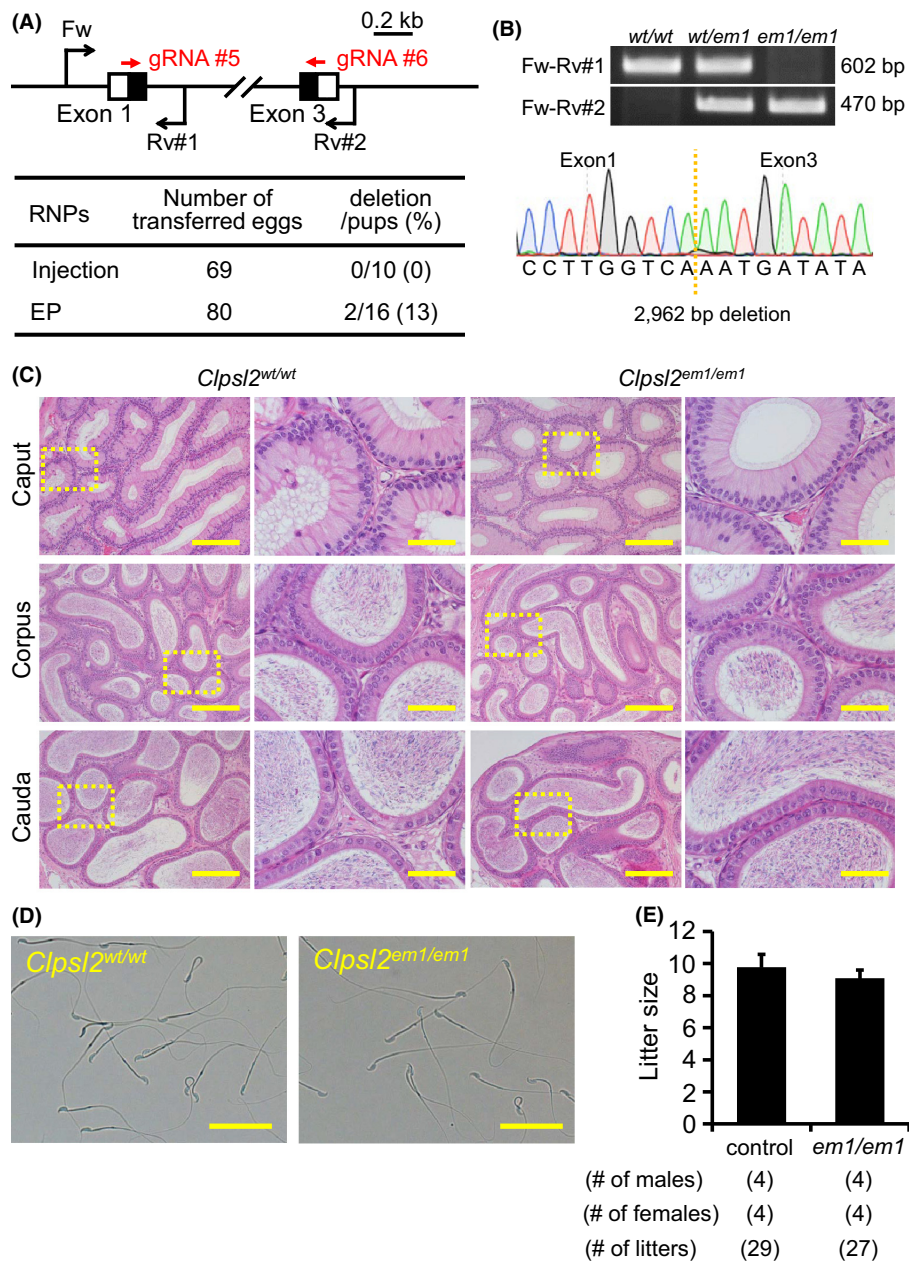 (A)
Fw
0.2 kb
gRNA #5
gRNA #6
Exon 1
Exon 3
Rv#1
Rv#2
RNPs
Number of transferred eggs
deletion /pups (%)
Injection 69 0/10 (0)
EP 80 2/16 (13)
(B)
wt/wt wt/em1 em1/em1
Fw-Rv#1 602 bp
Fw-Rv#2 470 bp
Exon1 Exon3
C C T T G G T C A A A T G A T A T A
2,962 bp deletion
(C)
Clpsl2wt/wt Clpsl2em1/em1
Caput
Corpus
Cauda
(D)
Clpsl2wt/wt
Clpsl2em1/em1
(E)
Litter size
12
10
8
6
4
2
0
control em1/em1
(# of males) (4) (4)
(# of females) (4) (4)
(# of litters) (29) (27)